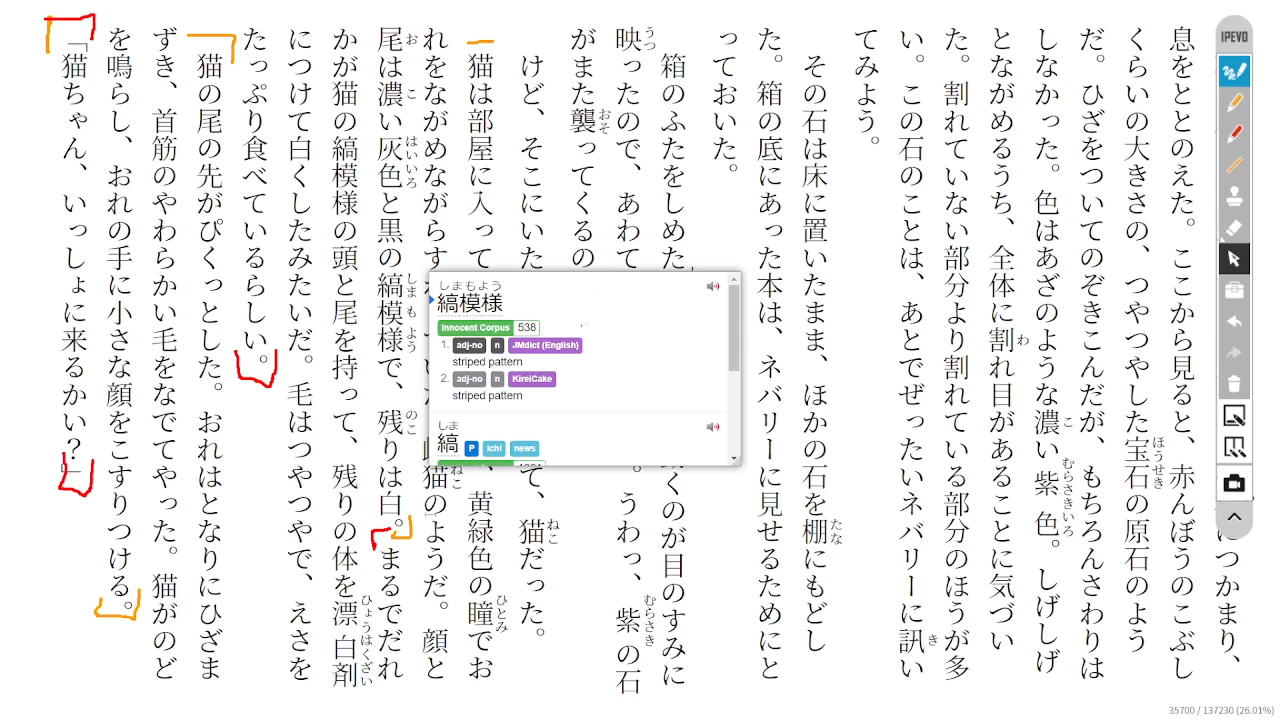 つかまり、
息をととのえた。ここから見ると、赤んぼうのこぶし
くらいの大きさの、つやつやした宝石の原石のよう
だ。ひざをついてのぞきこんだが、もちろんさわりは
しなかった。色はあざのような濃い紫色。しげしげ
とながめるうち、全体に割れ目があることに気づい
た。割れていない部分より割れている部分のほうが多
い。この石のことは、あとでぜったいネバリーに訊い
てみよう。
その石は床に置いたまま、ほかの石を棚にもどし
た。箱の底にあった本は、ネバリーに見せるためにと
っておいた。
箱のふたをしめた くのが目のすみに
映ったので、あわて 。うわっ、紫の石
がまた襲ってくるの
けど、そこにいた て、猫だった。
猫は部屋に入って 、黄緑色の瞳でお
れをながめながらす 猫のようだ。顔と
尾は濃い灰色と黒の縞模様で、残りは白。まるでだれ
かが猫の縞模様の頭と尾を持って、残りの体を漂白剤
につけて白くしたみたいだ。毛はつやつやで、えさを
たっぷり食べているらしい。
猫の尾の先がぴくっとした。おれはとなりにひざま
ずき、首筋のやわらかい毛をなでてやった。猫がのど
を鳴らし、おれの手に小さな顔をこすりつける。
「猫ちゃん、いっしょに来るかい？」
しまもよう
縞模様
Innocent Corpus 538
1. adj-no n JMdict (English)
striped pattern
2. adj-no n KireiCake
striped pattern
しま
縞 P ichi news
IPEVO
35700 / 137230 (26.01%)